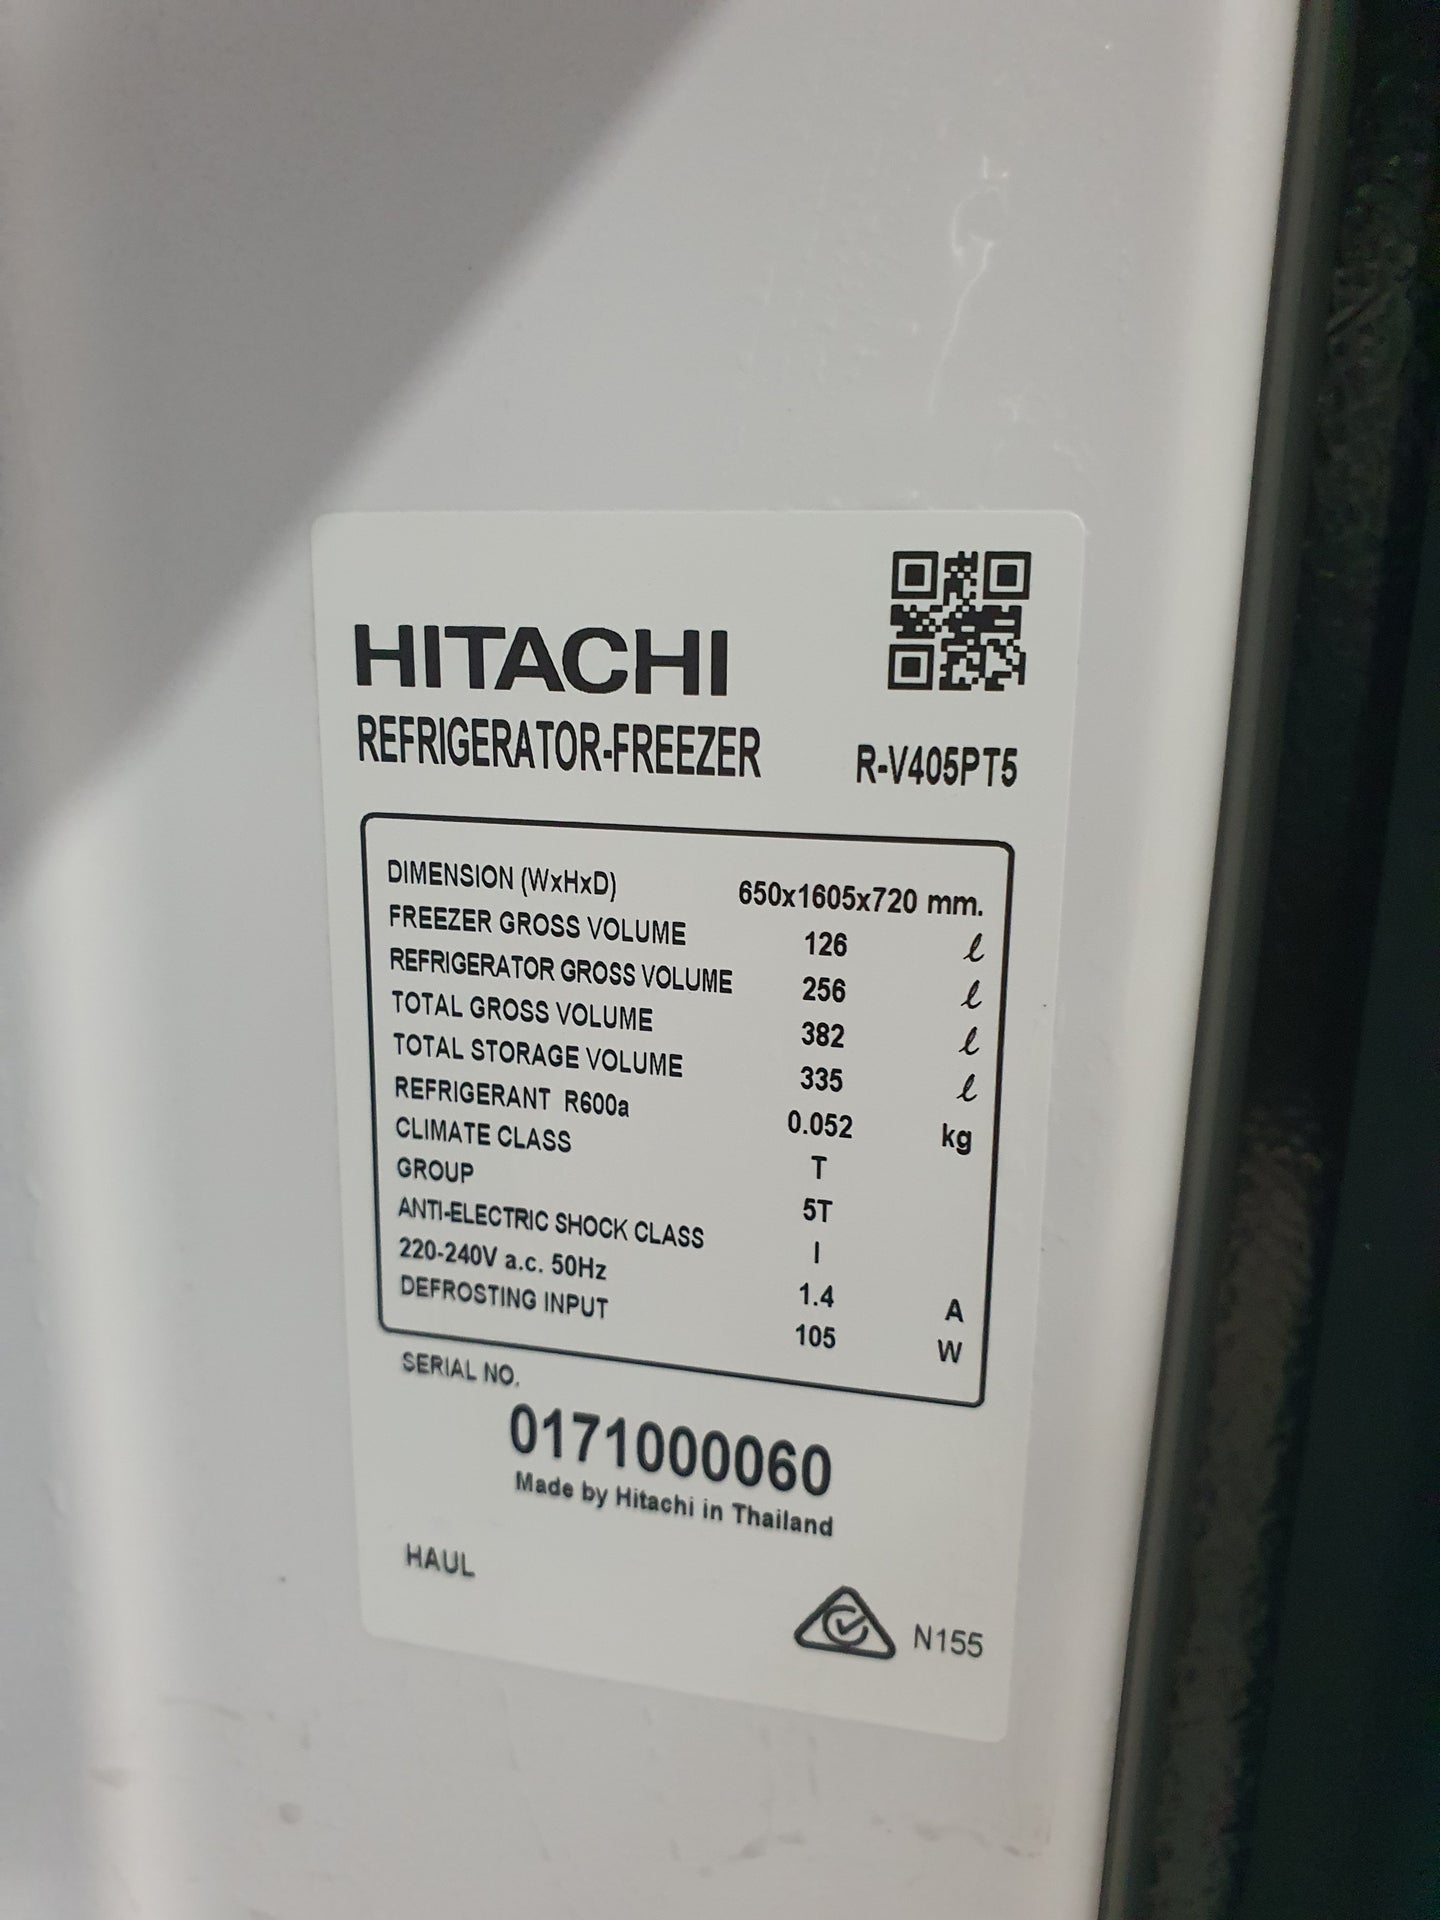 HITACHI
REFRIGERATOR-FREEZER R-V405PT5
DIMENSION (WxHxD) 650x1605x720 mm.
FREEZER GROSS VOLUME 126 ℓ
REFRIGERATOR GROSS VOLUME 256 ℓ
TOTAL GROSS VOLUME 382 ℓ
TOTAL STORAGE VOLUME 335 ℓ
REFRIGERANT R600a 0.052 kg
CLIMATE CLASS T
GROUP 5T
ANTI-ELECTRIC SHOCK CLASS I
220-240V a.c. 50Hz 1.4 A
DEFROSTING INPUT 105 W
SERIAL NO.
0171000060
Made by Hitachi in Thailand
HAUL
N155